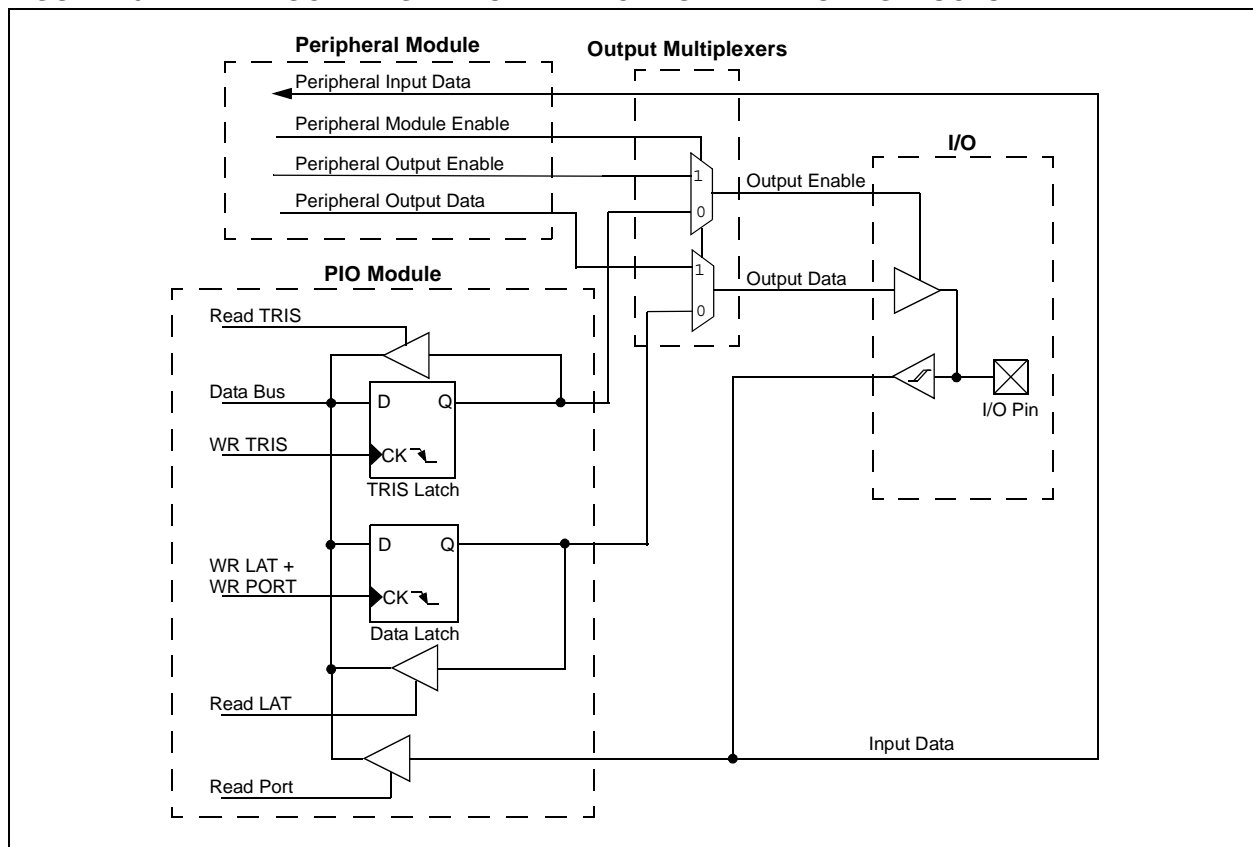 Peripheral Module
Output Multiplexers
Peripheral Input Data
Peripheral Module Enable
Peripheral Output Enable
Peripheral Output Data
1
0
Output Enable
1
0
Output Data
I/O
I/O Pin
PIO Module
Read TRIS
Data Bus
D
Q
WR TRIS
CK
TRIS Latch
D
Q
WR LAT +
WR PORT
CK
Data Latch
Read LAT
Input Data
Read Port